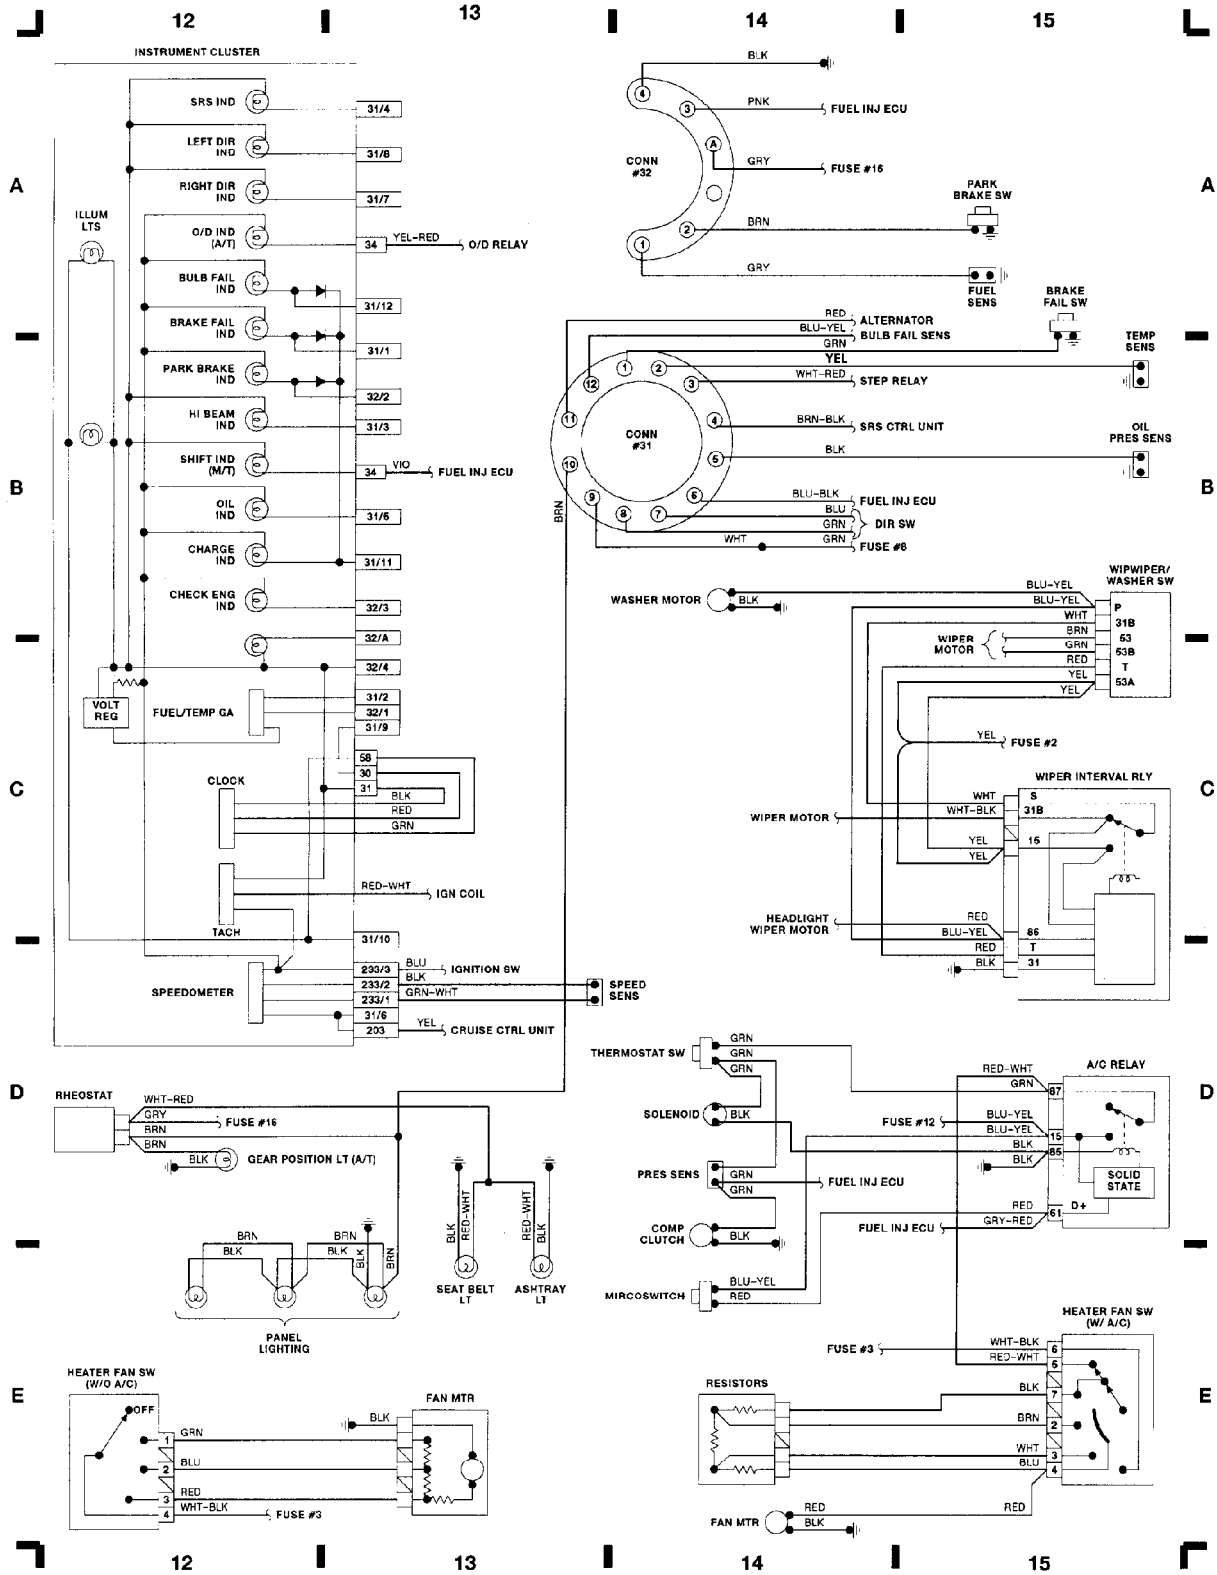 12 13 14 15
INSTRUMENT CLUSTER
SRS IND
31/4
LEFT DIR
IND
31/8
A
RIGHT DIR
IND
31/7
ILLUM
LTS
O/D IND
(A/T)
34
YEL-RED
O/D RELAY
BULB FAIL
IND
31/12
BRAKE FAIL
IND
31/1
PARK BRAKE
IND
32/2
HI BEAM
IND
31/3
SHIFT IND
(M/T)
34
VIO
FUEL INJ ECU
B
OIL
IND
31/5
CHARGE
IND
31/11
CHECK ENG
IND
32/3
32/A
32/4
VOLT
REG
FUEL/TEMP GA
31/2
32/1
31/9
58
30
31
C
CLOCK
BLK
RED
GRN
TACH
RED-WHT
IGN COIL
31/10
SPEEDOMETER
233/3
BLU
IGNITION SW
233/2
BLK
233/1
GRN-WHT
SPEED
SENS
31/6
203
YEL
CRUISE CTRL UNIT
BLK
4
3
PNK
FUEL INJ ECU
A
GRY
FUSE #16
CONN
#32
2
BRN
PARK
BRAKE SW
1
GRY
FUEL
SENS
A
RED
ALTERNATOR
BLU-YEL
BULB FAIL SENS
GRN
BRAKE
FAIL SW
YEL
TEMP
SENS
WHT-RED
STEP RELAY
BRN-BLK
SRS CTRL UNIT
BLK
OIL
PRES SENS
CONN
#31
1
2
3
4
5
6
7
8
9
10
11
12
BLU-BLK
FUEL INJ ECU
BLU
GRN
DIR SW
WHT
GRN
FUSE #8
BRN
B
WASHER MOTOR
BLK
BLU-YEL
BLU-YEL
WIPWIPER/
WASHER SW
P
WHT
31B
WIPER
MOTOR
BRN
53
GRN
53B
RED
T
YEL
53A
YEL
YEL
FUSE #2
C
WIPER INTERVAL RLY
WHT
S
WIPER MOTOR
WHT-BLK
31B
YEL
15
YEL
HEADLIGHT
WIPER MOTOR
RED
BLU-YEL
86
RED
T
BLK
31
D
RHEOSTAT
WHT-RED
GRY
FUSE #16
BRN
BRN
BLK
GEAR POSITION LT (A/T)
BRN
BLK
BRN
BLK
BRN
PANEL
LIGHTING
BLK
RED-WHT
SEAT BELT
LT
RED-WHT
BLK
ASHTRAY
LT
THERMOSTAT SW
GRN
GRN
GRN
SOLENOID
BLK
PRES SENS
GRN
GRN
FUEL INJ ECU
COMP
CLUTCH
BLK
MIRCOSWITCH
BLU-YEL
RED
A/C RELAY
RED-WHT
GRN
87
FUSE #12
BLU-YEL
BLU-YEL
15
BLK
85
BLK
SOLID
STATE
RED
61
D+
FUEL INJ ECU
GRY-RED
D
E
HEATER FAN SW
(W/O A/C)
OFF
1
GRN
2
BLU
3
RED
4
WHT-BLK
FUSE #3
FAN MTR
BLK
HEATER FAN SW
(W/ A/C)
FUSE #3
WHT-BLK
6
RED-WHT
5
RESISTORS
BLK
7
BRN
2
WHT
3
BLU
4
FAN MTR
RED
BLK
RED
E
12 13 14 15